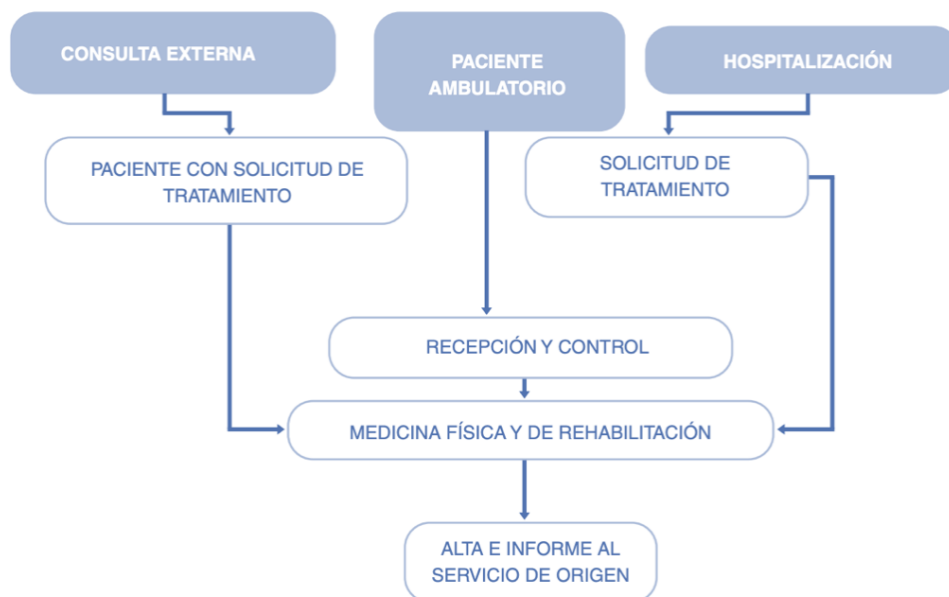 CONSULTA EXTERNA
PACIENTE
AMBULATORIO
HOSPITALIZACIÓN
PACIENTE CON SOLICITUD DE
TRATAMIENTO
SOLICITUD DE
TRATAMIENTO
RECEPCIÓN Y CONTROL
MEDICINA FÍSICA Y DE REHABILITACIÓN
ALTA E INFORME AL
SERVICIO DE ORIGEN